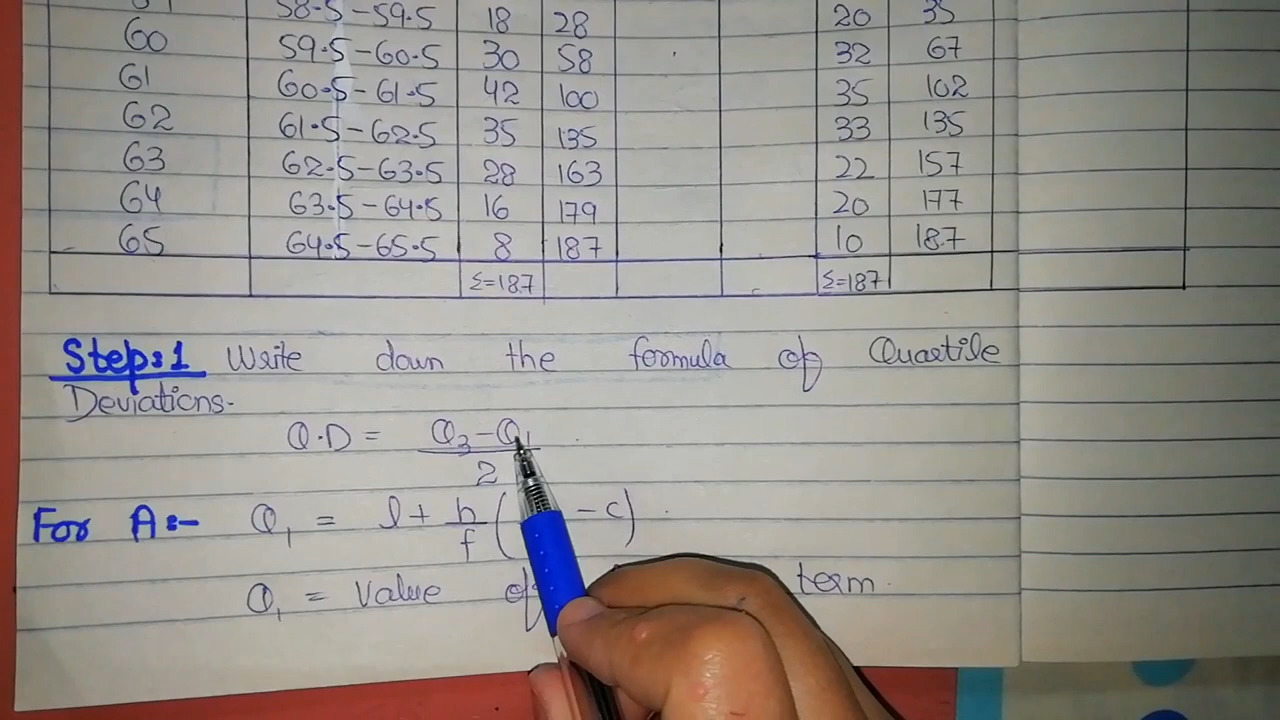 58.5-59.5 18 28 20 35
60 59.5-60.5 30 58 32 67
61 60.5-61.5 42 100 35 102
62 61.5-62.5 35 135 33 135
63 62.5-63.5 28 163 22 157
64 63.5-64.5 16 179 20 177
65 64.5-65.5 8 187 10 187
Σ=187 Σ=187
Step:1 Write down the formula of Quartile
Deviations.
Q.D = Q3-Q1
2
For A:- Q1 = l + h/f ( -c)
Q1 = Value of term.